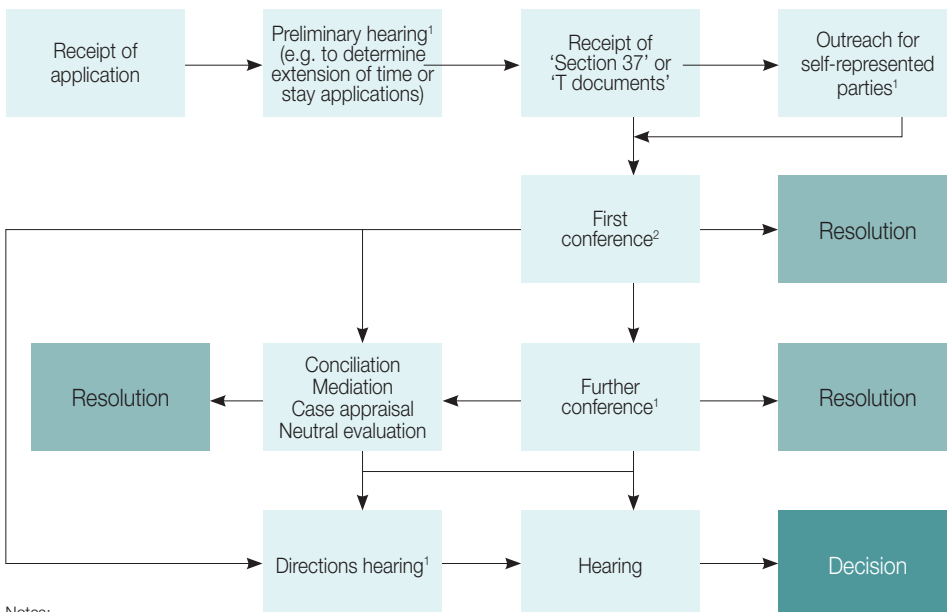 Receipt of
application
Preliminary hearing¹
(e.g. to determine
extension of time or
stay applications)
Receipt of
‘Section 37’ or
‘T documents’
Outreach for
self-represented
parties¹
First
conference²
Resolution
Resolution
Conciliation
Mediation
Case appraisal
Neutral evaluation
Further
conference¹
Resolution
Directions hearing¹
Hearing
Decision
Notes: